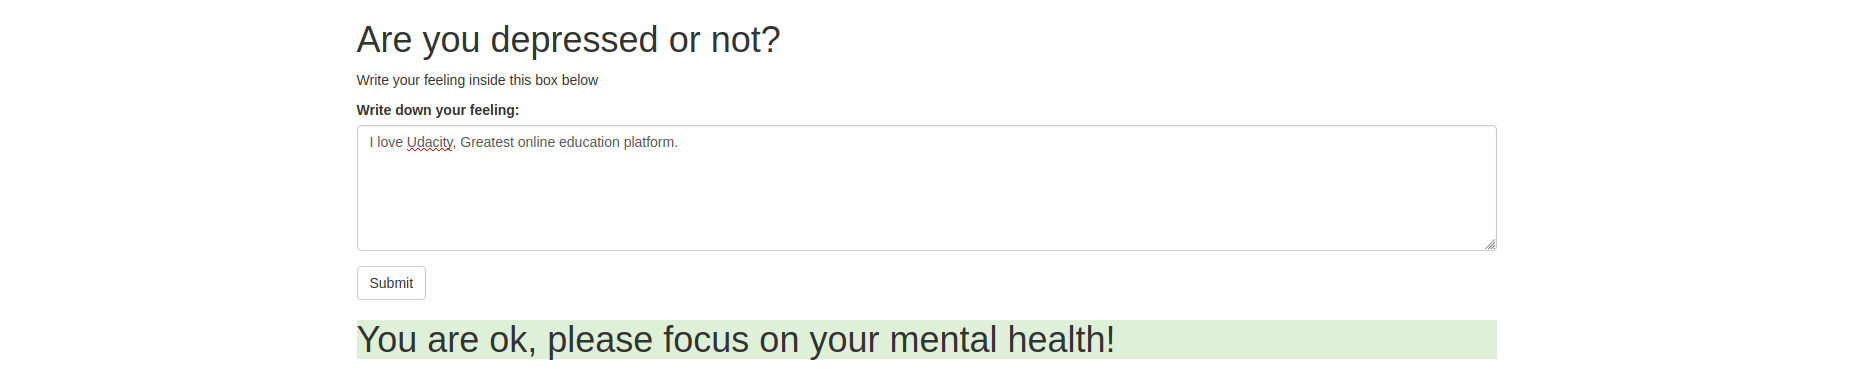 Are you depressed or not?
Write your feeling inside this box below
Write down your feeling:
I love Udacity, Greatest online education platform.
Submit
You are ok, please focus on your mental health!